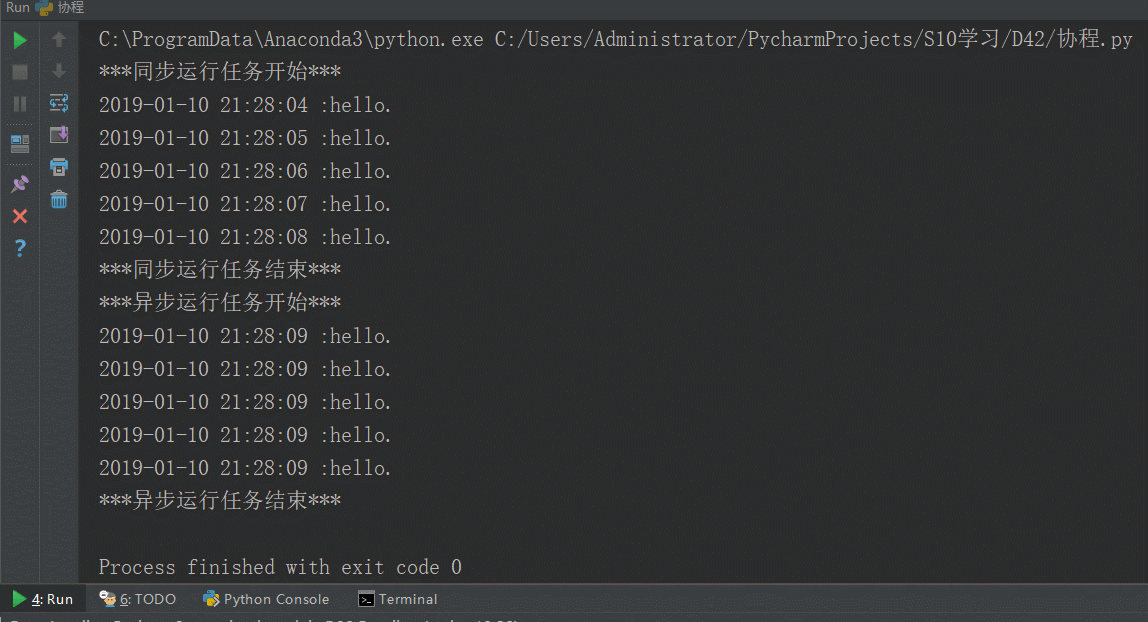 Run 协程
C:\ProgramData\Anaconda3\python.exe C:/Users/Administrator/PycharmProjects/S10学习/D42/协程.py
***同步运行任务开始***
2019-01-10 21:28:04 :hello.
2019-01-10 21:28:05 :hello.
2019-01-10 21:28:06 :hello.
2019-01-10 21:28:07 :hello.
2019-01-10 21:28:08 :hello.
***同步运行任务结束***
***异步运行任务开始***
2019-01-10 21:28:09 :hello.
2019-01-10 21:28:09 :hello.
2019-01-10 21:28:09 :hello.
2019-01-10 21:28:09 :hello.
2019-01-10 21:28:09 :hello.
***异步运行任务结束***
Process finished with exit code 0
4: Run 6: TODO Python Console Terminal